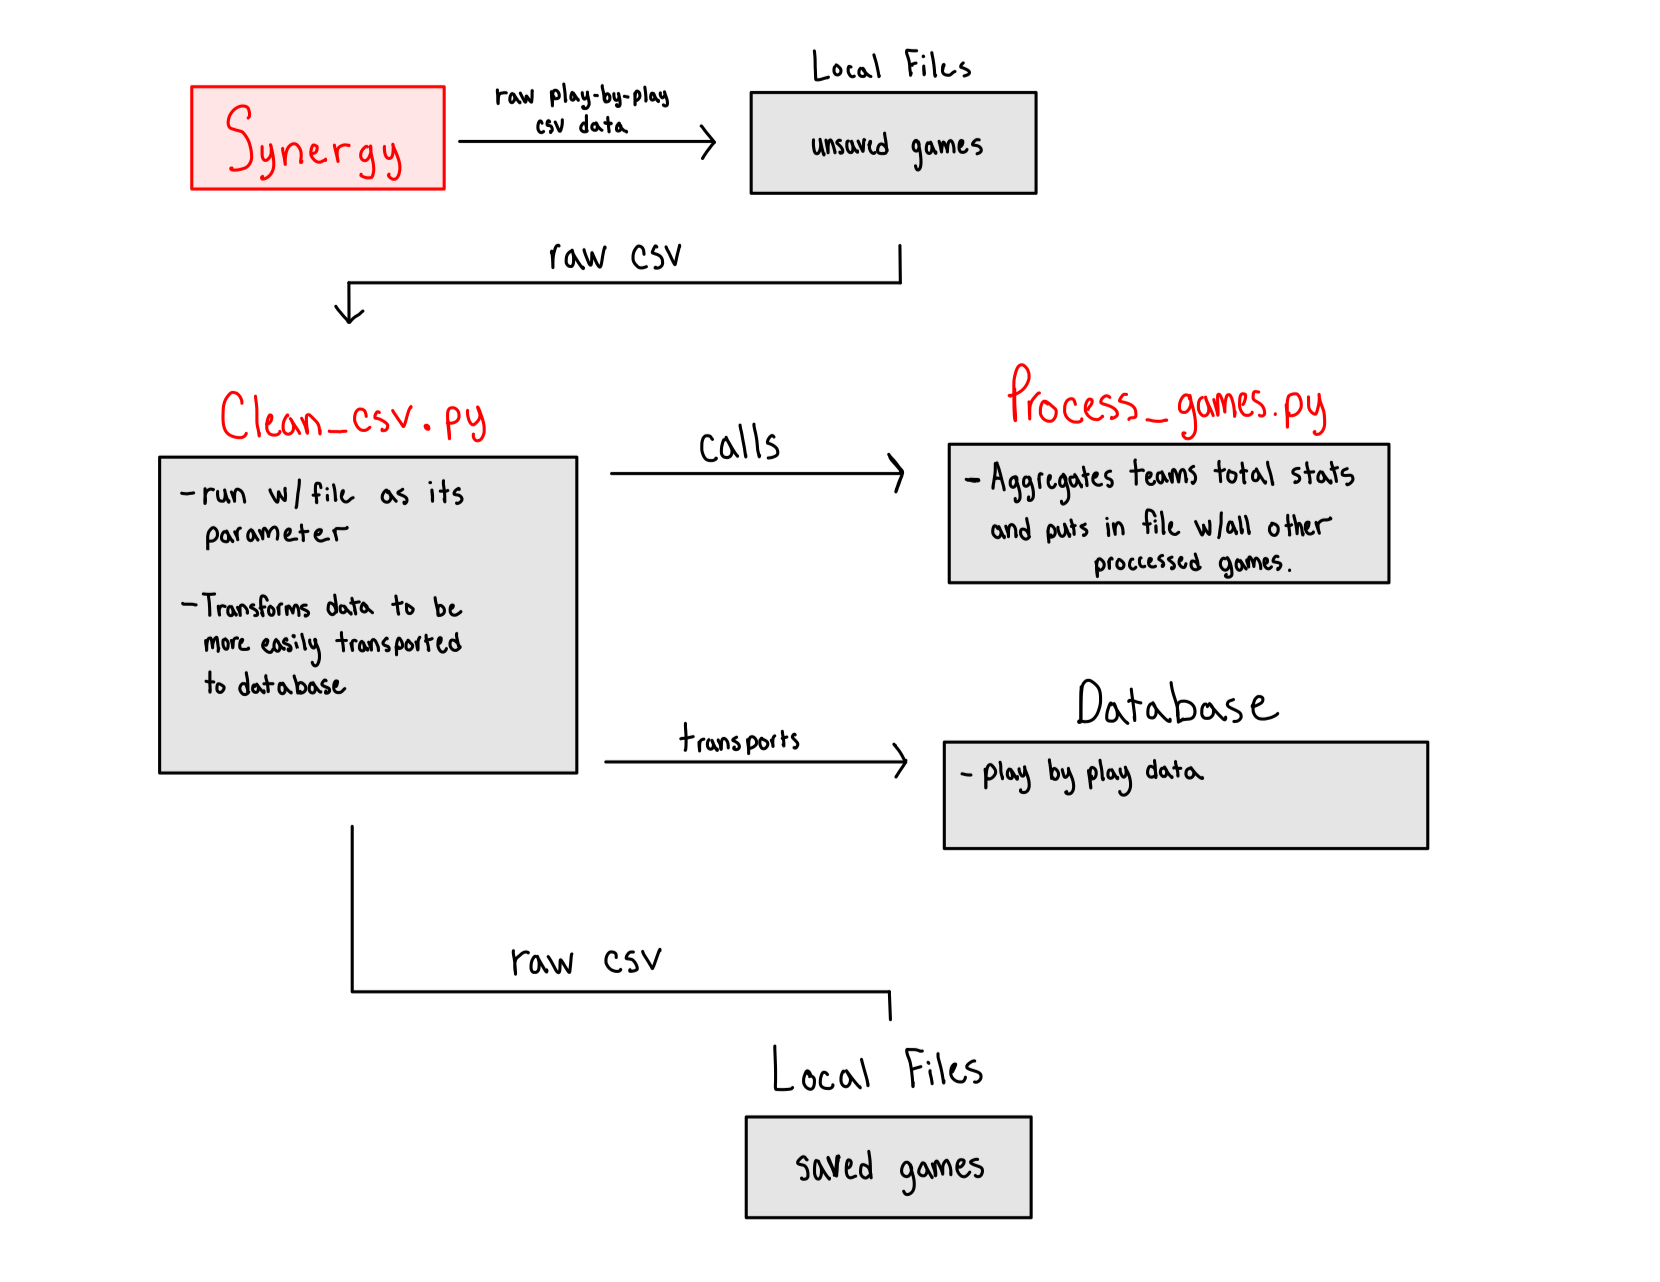 Local Files
Synergy
raw play-by-play
csv data
unsaved games
raw csv
Clean_csv.py
calls
Process_games.py
- run w/file as its
parameter
- Transforms data to be
more easily transported
to database
- Aggregates teams total stats
and puts in file w/all other
proccessed games.
transports
Database
- play by play data
raw csv
Local Files
saved games